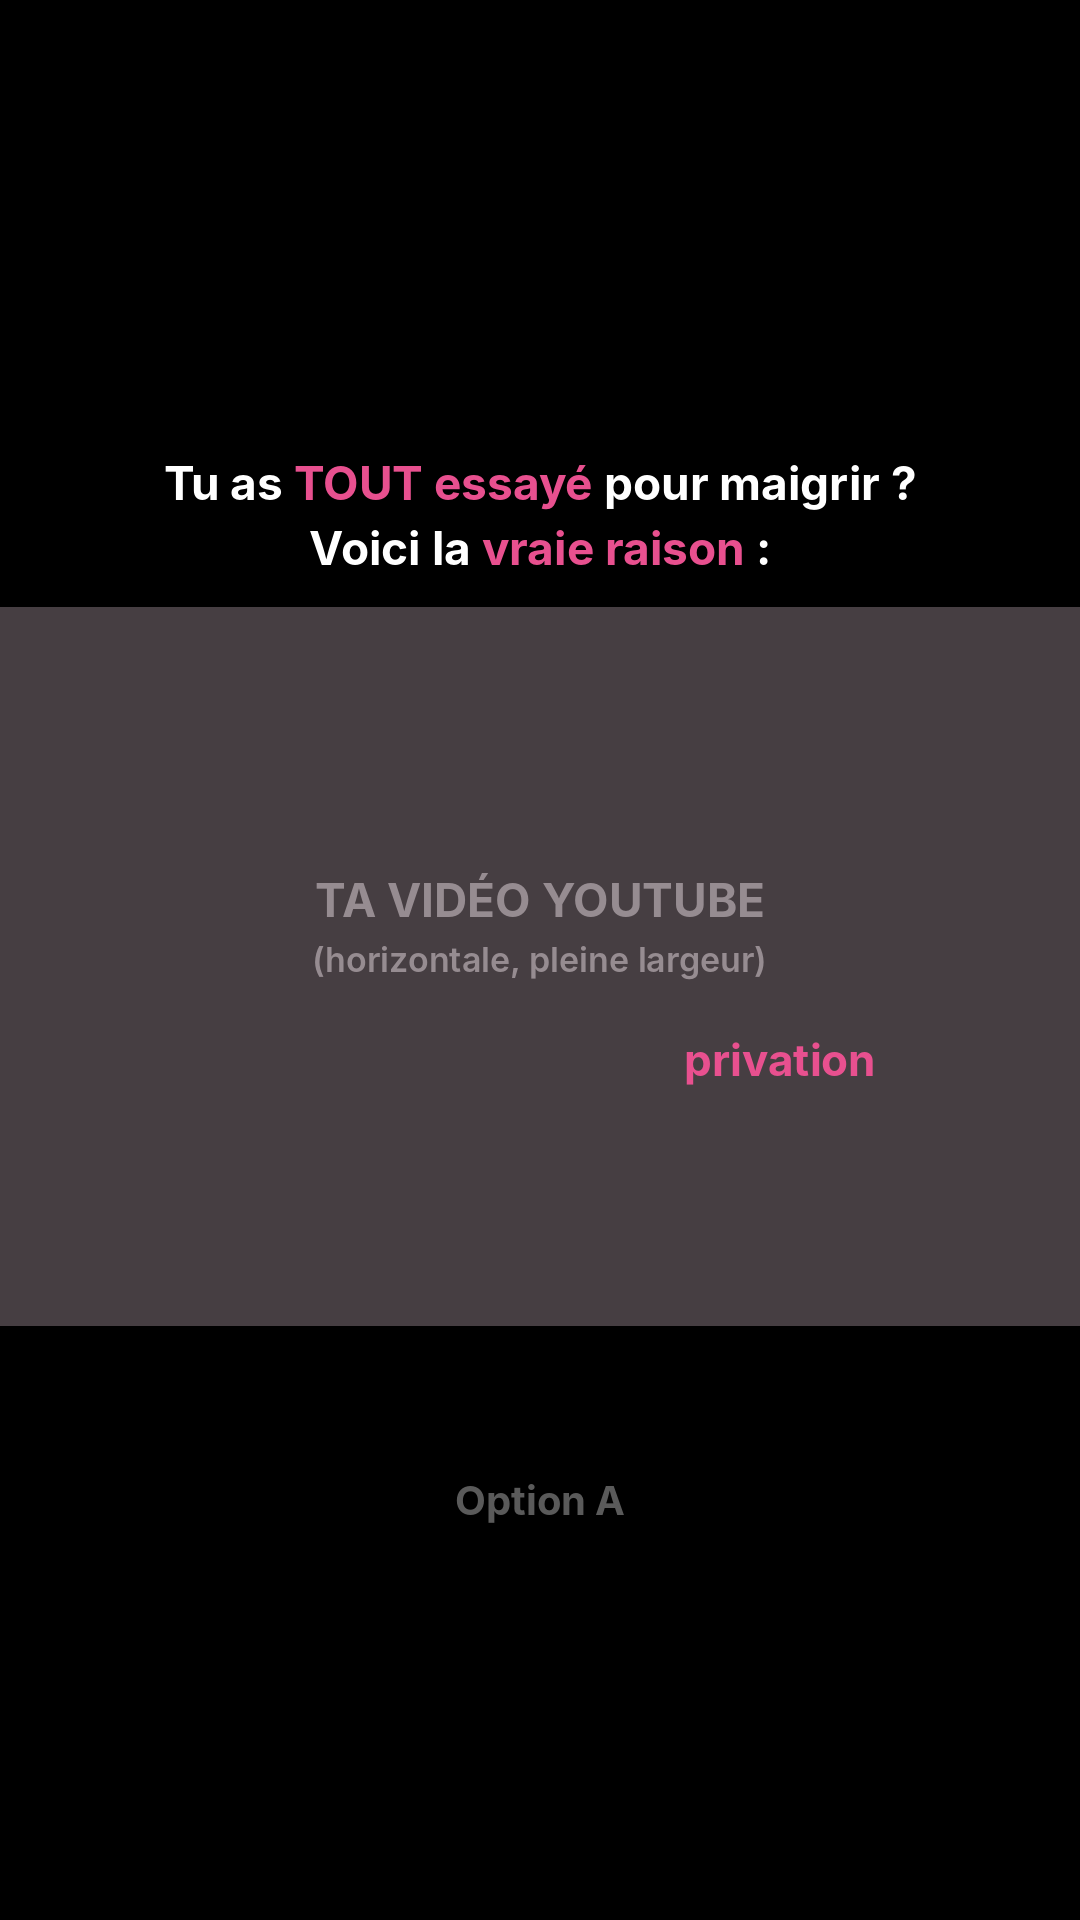 Tu as TOUT essayé pour maigrir ?
Voici la vraie raison :
TA VIDÉO YOUTUBE
(horizontale, pleine largeur)
privation
Option A